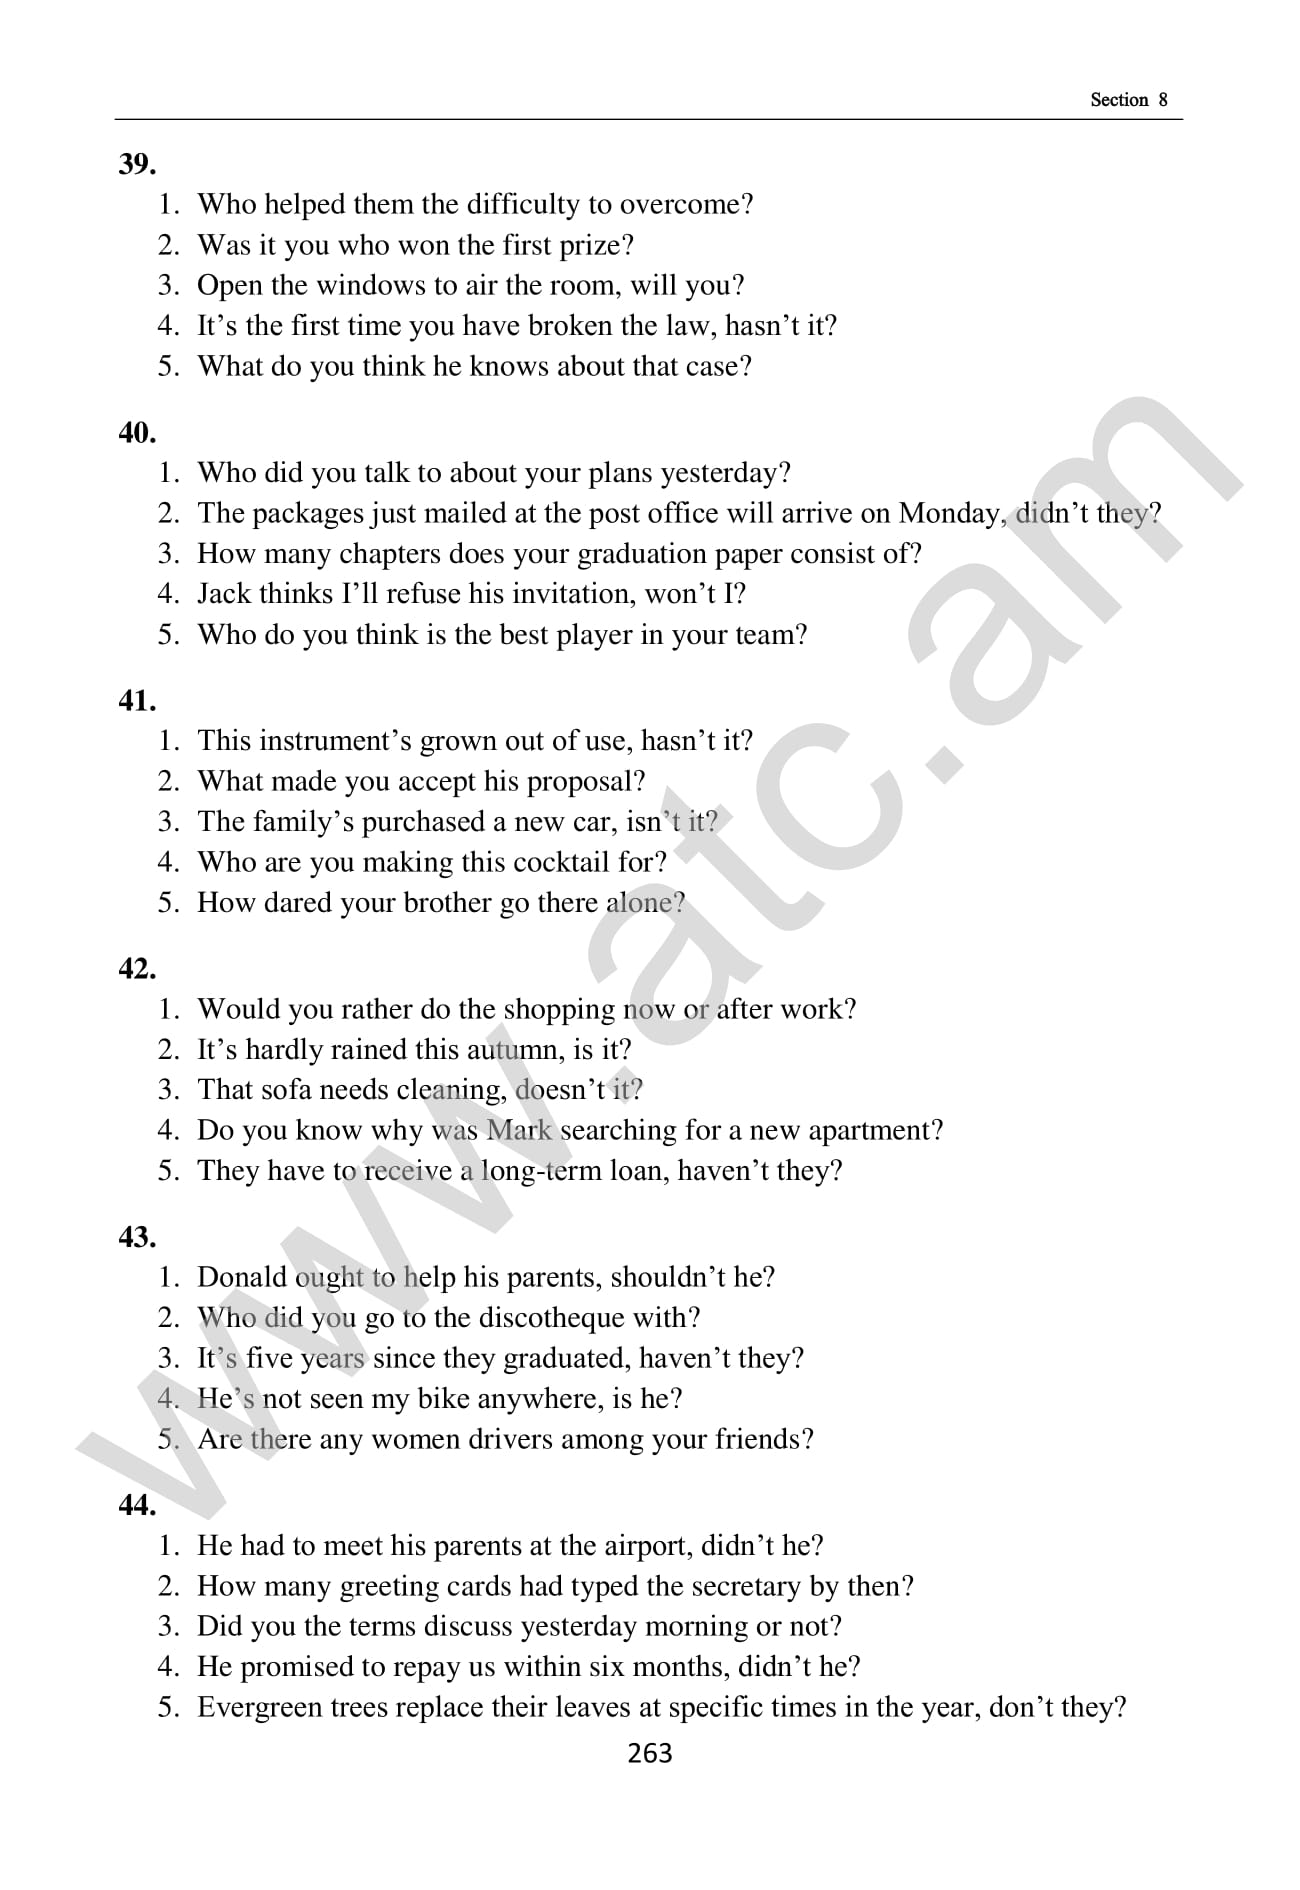 Section 8
39.
1. Who helped them the difficulty to overcome?
2. Was it you who won the first prize?
3. Open the windows to air the room, will you?
4. It’s the first time you have broken the law, hasn’t it?
5. What do you think he knows about that case?
40.
1. Who did you talk to about your plans yesterday?
2. The packages just mailed at the post office will arrive on Monday, didn’t they?
3. How many chapters does your graduation paper consist of?
4. Jack thinks I’ll refuse his invitation, won’t I?
5. Who do you think is the best player in your team?
41.
1. This instrument’s grown out of use, hasn’t it?
2. What made you accept his proposal?
3. The family’s purchased a new car, isn’t it?
4. Who are you making this cocktail for?
5. How dared your brother go there alone?
42.
1. Would you rather do the shopping now or after work?
2. It’s hardly rained this autumn, is it?
3. That sofa needs cleaning, doesn’t it?
4. Do you know why was Mark searching for a new apartment?
5. They have to receive a long-term loan, haven’t they?
43.
1. Donald ought to help his parents, shouldn’t he?
2. Who did you go to the discotheque with?
3. It’s five years since they graduated, haven’t they?
4. He’s not seen my bike anywhere, is he?
5. Are there any women drivers among your friends?
44.
1. He had to meet his parents at the airport, didn’t he?
2. How many greeting cards had typed the secretary by then?
3. Did you the terms discuss yesterday morning or not?
4. He promised to repay us within six months, didn’t he?
5. Evergreen trees replace their leaves at specific times in the year, don’t they?
263
www.atc.am